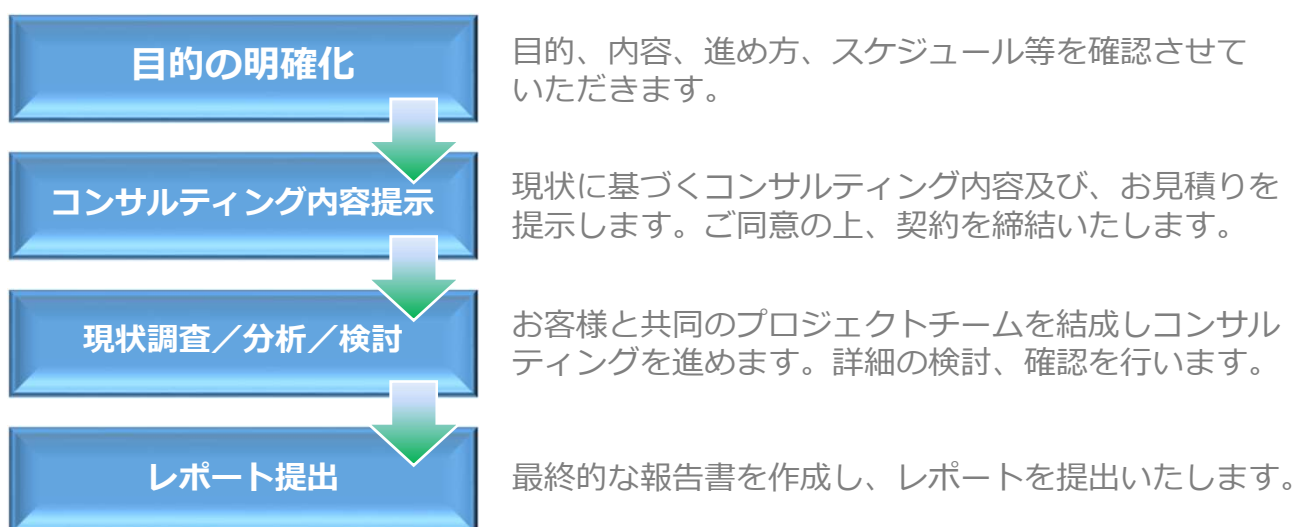 目的の明確化
目的、内容、進め方、スケジュール等を確認させて
いただきます。
コンサルティング内容提示
現状に基づくコンサルティング内容及び、お見積りを
提示します。ご同意の上、契約を締結いたします。
現状調査／分析／検討
お客様と共同のプロジェクトチームを結成しコンサル
ティングを進めます。詳細の検討、確認を行います。
レポート提出
最終的な報告書を作成し、レポートを提出いたします。